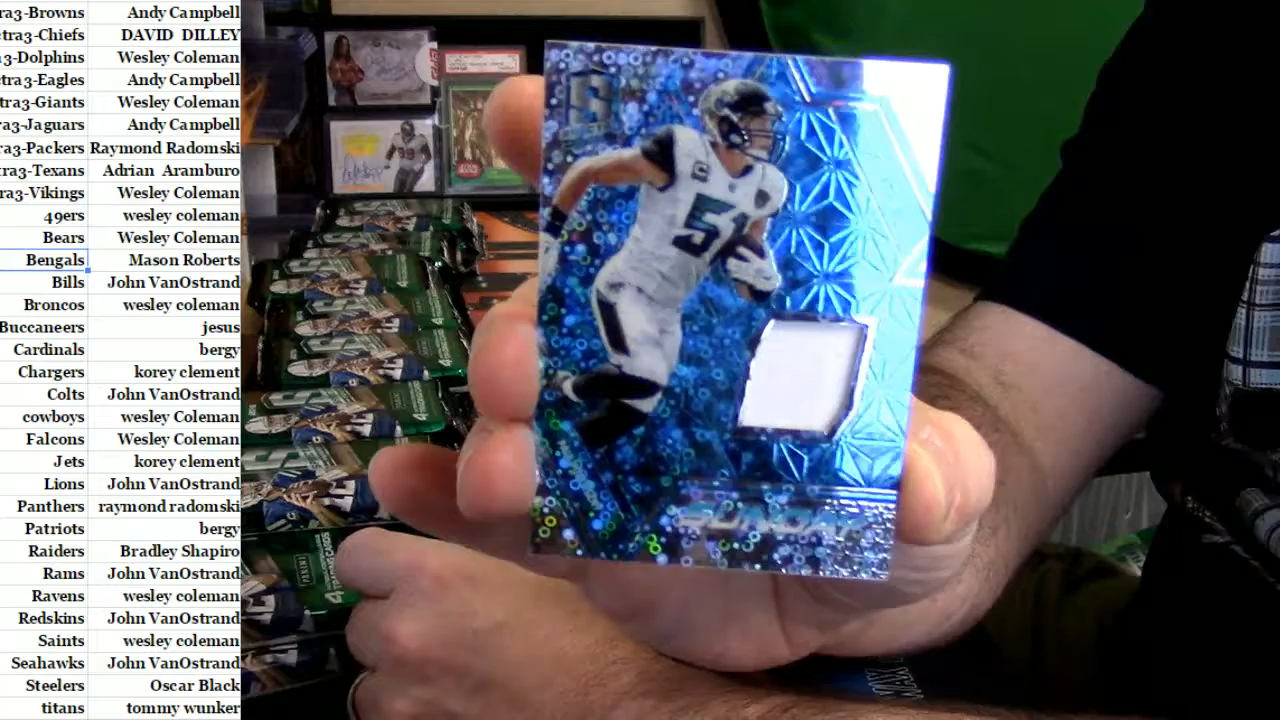 ra3-Browns Andy Campbell
tra3-Chiefs DAVID DILLEY
3-Dolphins Wesley Coleman
ctra3-Eagles Andy Campbell
tra3-Giants Wesley Coleman
ra3-Jaguars Andy Campbell
ra3-Packers Raymond Radomski
tra3-Texans Adrian Aramburo
ra3-Vikings Wesley Coleman
49ers wesley coleman
Bears Wesley Coleman
Bengals Mason Roberts
Bills John VanOstrand
Broncos wesley coleman
Buccaneers jesus
Cardinals bergy
Chargers korey clement
Colts John VanOstrand
cowboys wesley Coleman
Falcons Wesley Coleman
Jets korey clement
Lions John VanOstrand
Panthers raymond radomski
Patriots bergy
Raiders Bradley Shapiro
Rams John VanOstrand
Ravens wesley coleman
Redskins John VanOstrand
Saints wesley coleman
Seahawks John VanOstrand
Steelers Oscar Black
titans tommy wunker
S
C
51
PANINI